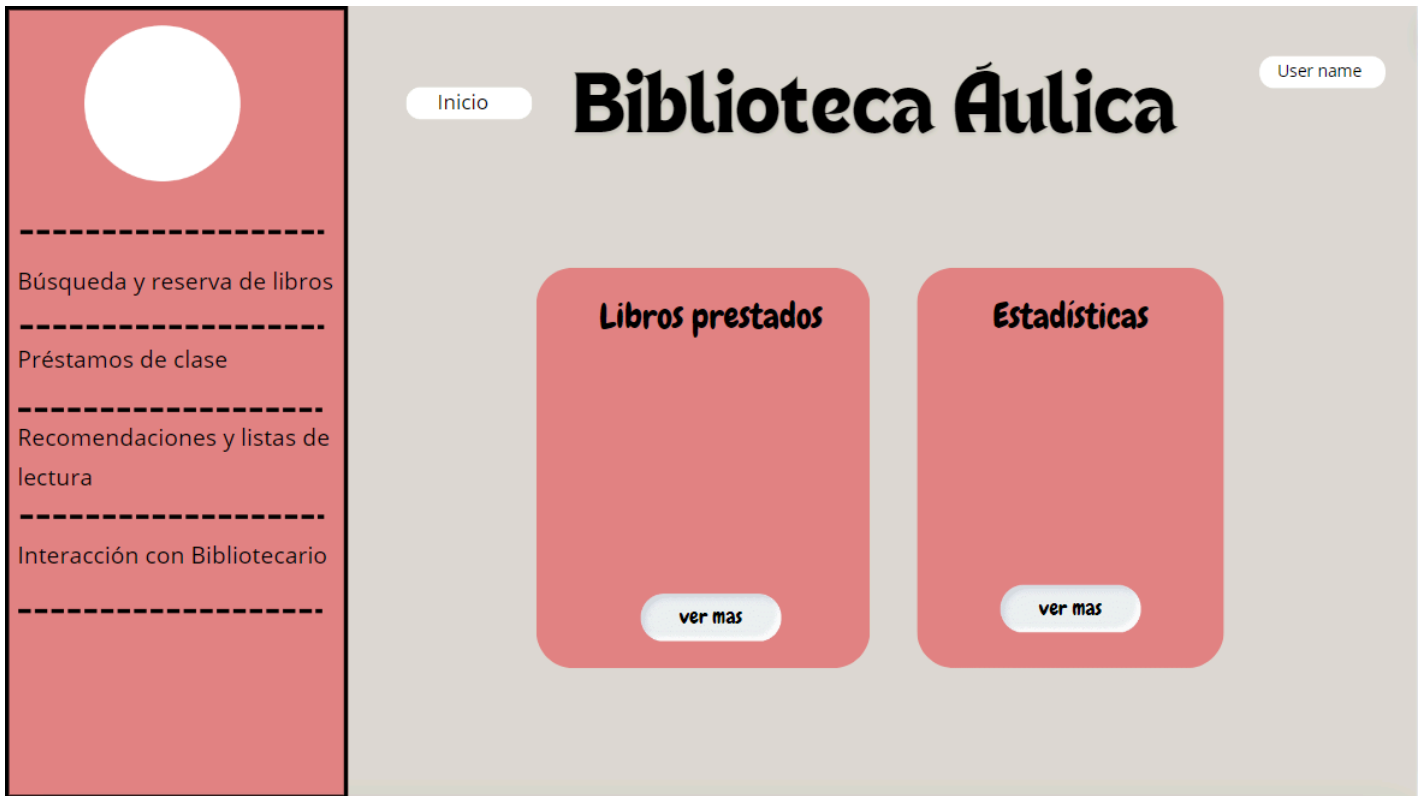 Inicio
Biblioteca Áulica
User name
Búsqueda y reserva de libros
Préstamos de clase
Recomendaciones y listas de
lectura
Interacción con Bibliotecario
Libros prestados
ver mas
Estadísticas
ver mas